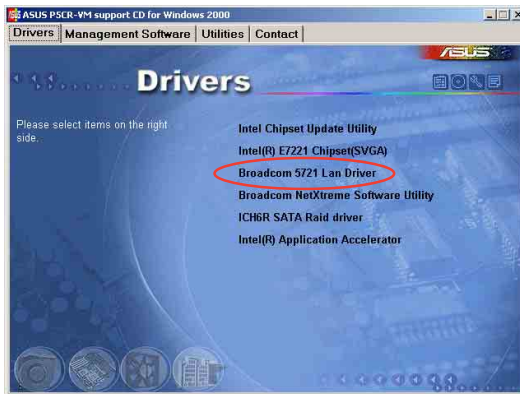 ASUS P5CR-VM support CD for Windows 2000
Drivers Management Software Utilities Contact
ASUS
Drivers
Please select items on the right
side.
Intel Chipset Update Utility
Intel(R) E7221 Chipset(SVGA)
Broadcom 5721 Lan Driver
Broadcom NetXtreme Software Utility
ICH6R SATA Raid driver
Intel(R) Application Accelerator